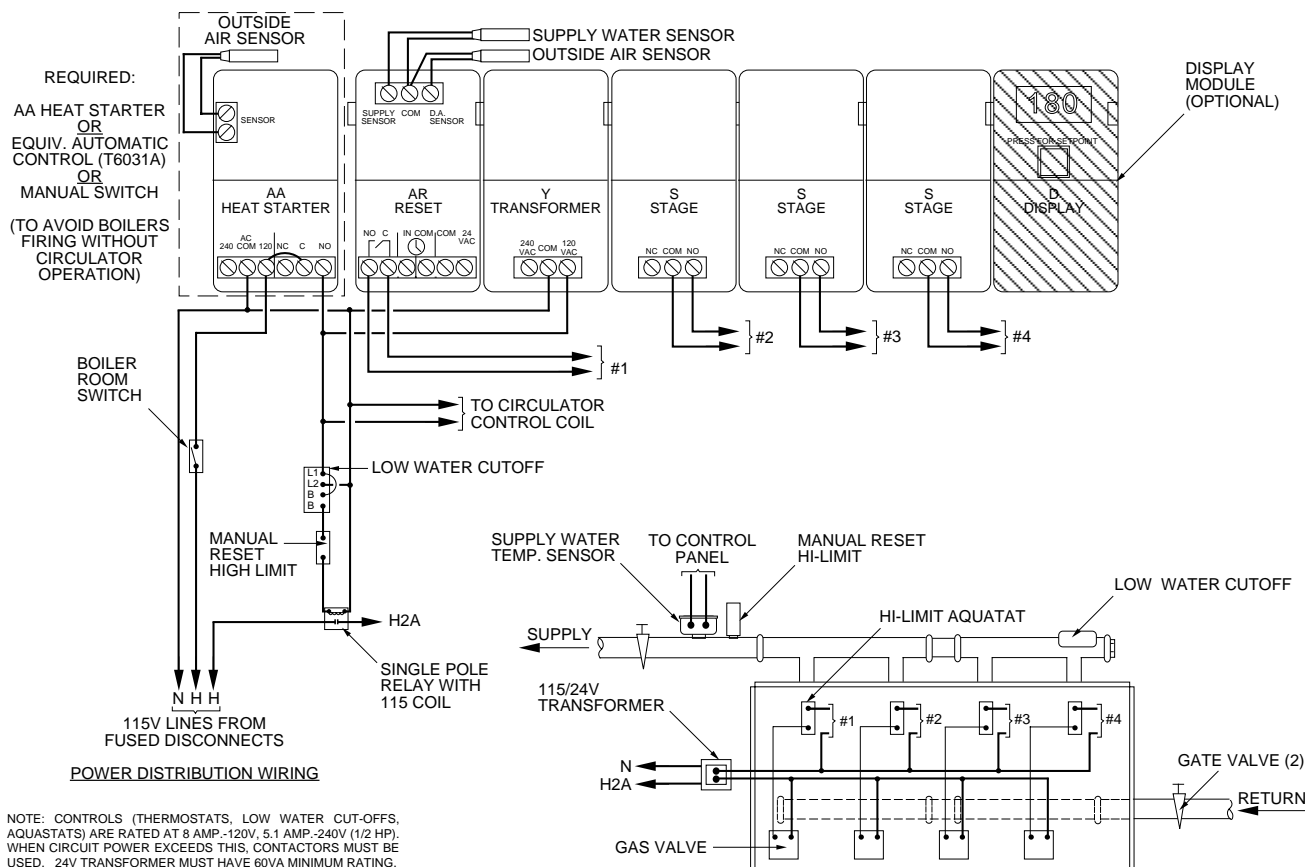 OUTSIDE
AIR SENSOR
SUPPLY WATER SENSOR
OUTSIDE AIR SENSOR
REQUIRED:
AA HEAT STARTER
OR
EQUIV. AUTOMATIC
CONTROL (T6031A)
OR
MANUAL SWITCH
(TO AVOID BOILERS
FIRING WITHOUT
CIRCULATOR
OPERATION)
SENSOR
SUPPLY
SENSOR
COM
D.A.
SENSOR
180
PRESS FOR SETPOINT
DISPLAY
MODULE
(OPTIONAL)
AA
HEAT STARTER
AR
RESET
Y
TRANSFORMER
S
STAGE
S
STAGE
S
STAGE
D
DISPLAY
240 AC COM 120 NC C NO
NO C IN COM COM 24 VAC
240 VAC COM 120 VAC
NC COM NO
NC COM NO
NC COM NO
#2
#3
#4
#1
BOILER
ROOM
SWITCH
TO CIRCULATOR
CONTROL COIL
LOW WATER CUTOFF
L1
L2
B
B
MANUAL
RESET
HIGH LIMIT
H2A
SINGLE POLE
RELAY WITH
115 COIL
N H H
115V LINES FROM
FUSED DISCONNECTS
POWER DISTRIBUTION WIRING
SUPPLY WATER
TEMP. SENSOR
TO CONTROL
PANEL
MANUAL RESET
HI-LIMIT
LOW WATER CUTOFF
HI-LIMIT AQUATAT
SUPPLY
115/24V
TRANSFORMER
#1
#2
#3
#4
N
H2A
GATE VALVE (2)
RETURN
GAS VALVE
NOTE: CONTROLS (THERMOSTATS, LOW WATER CUT-OFFS,
AQUASTATS) ARE RATED AT 8 AMP.-120V, 5.1 AMP.-240V (1/2 HP).
WHEN CIRCUIT POWER EXCEEDS THIS, CONTACTORS MUST BE
USED. 24V TRANSFORMER MUST HAVE 60VA MINIMUM RATING.